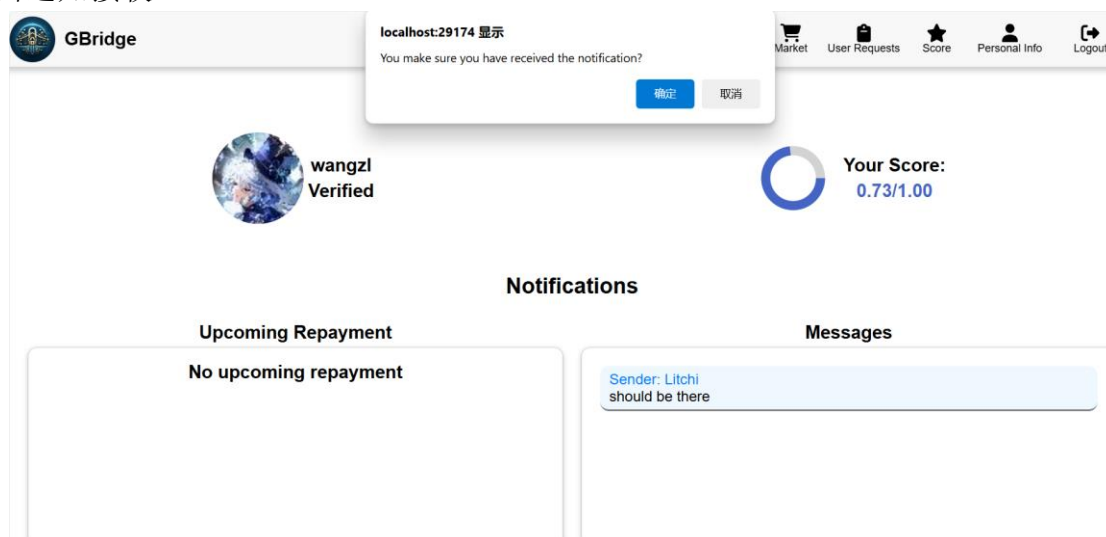 GBridge
localhost:29174 显示
You make sure you have received the notification?
确定 取消
Market User Requests Score Personal Info Logout
wangzl
Verified
Your Score:
0.73/1.00
Notifications
Upcoming Repayment
No upcoming repayment
Messages
Sender: Litchi
should be there